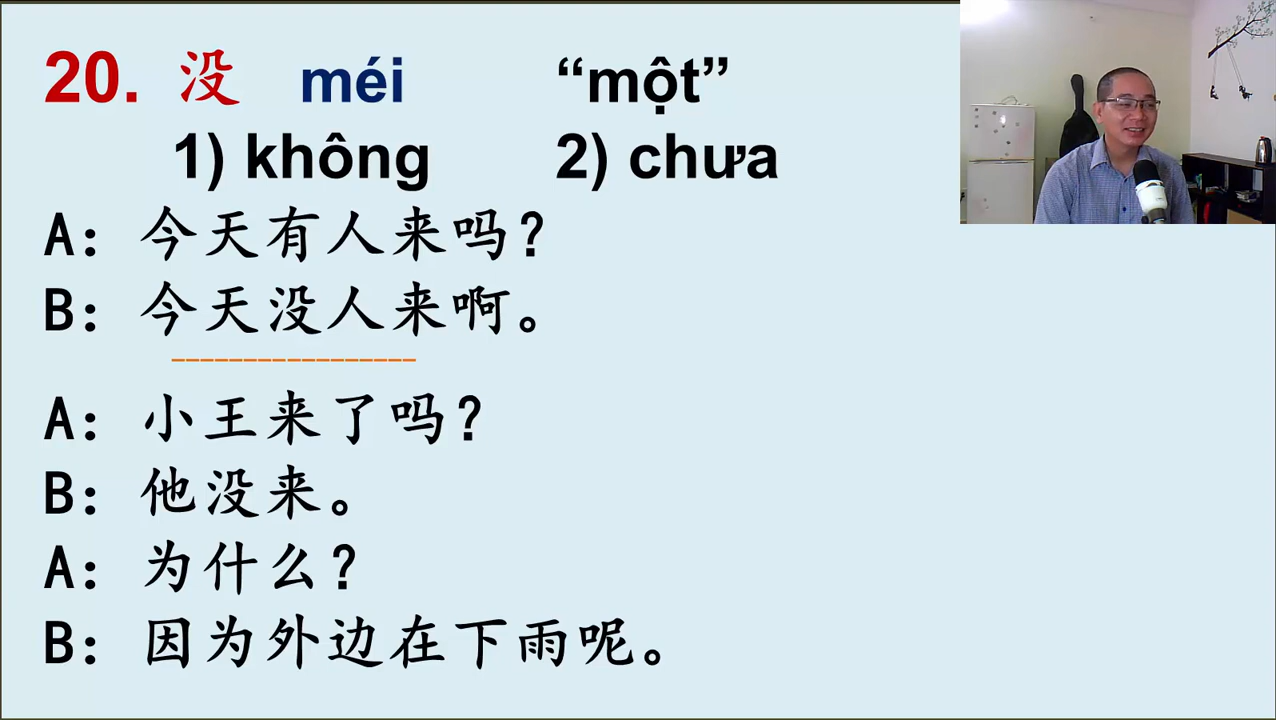 20. 没 méi “một”
1) không 2) chưa
A: 今天有人来吗?
B: 今天没人来啊。
----------------
A: 小王来了吗?
B: 他没来。
A: 为什么?
B: 因为外边在下雨呢。